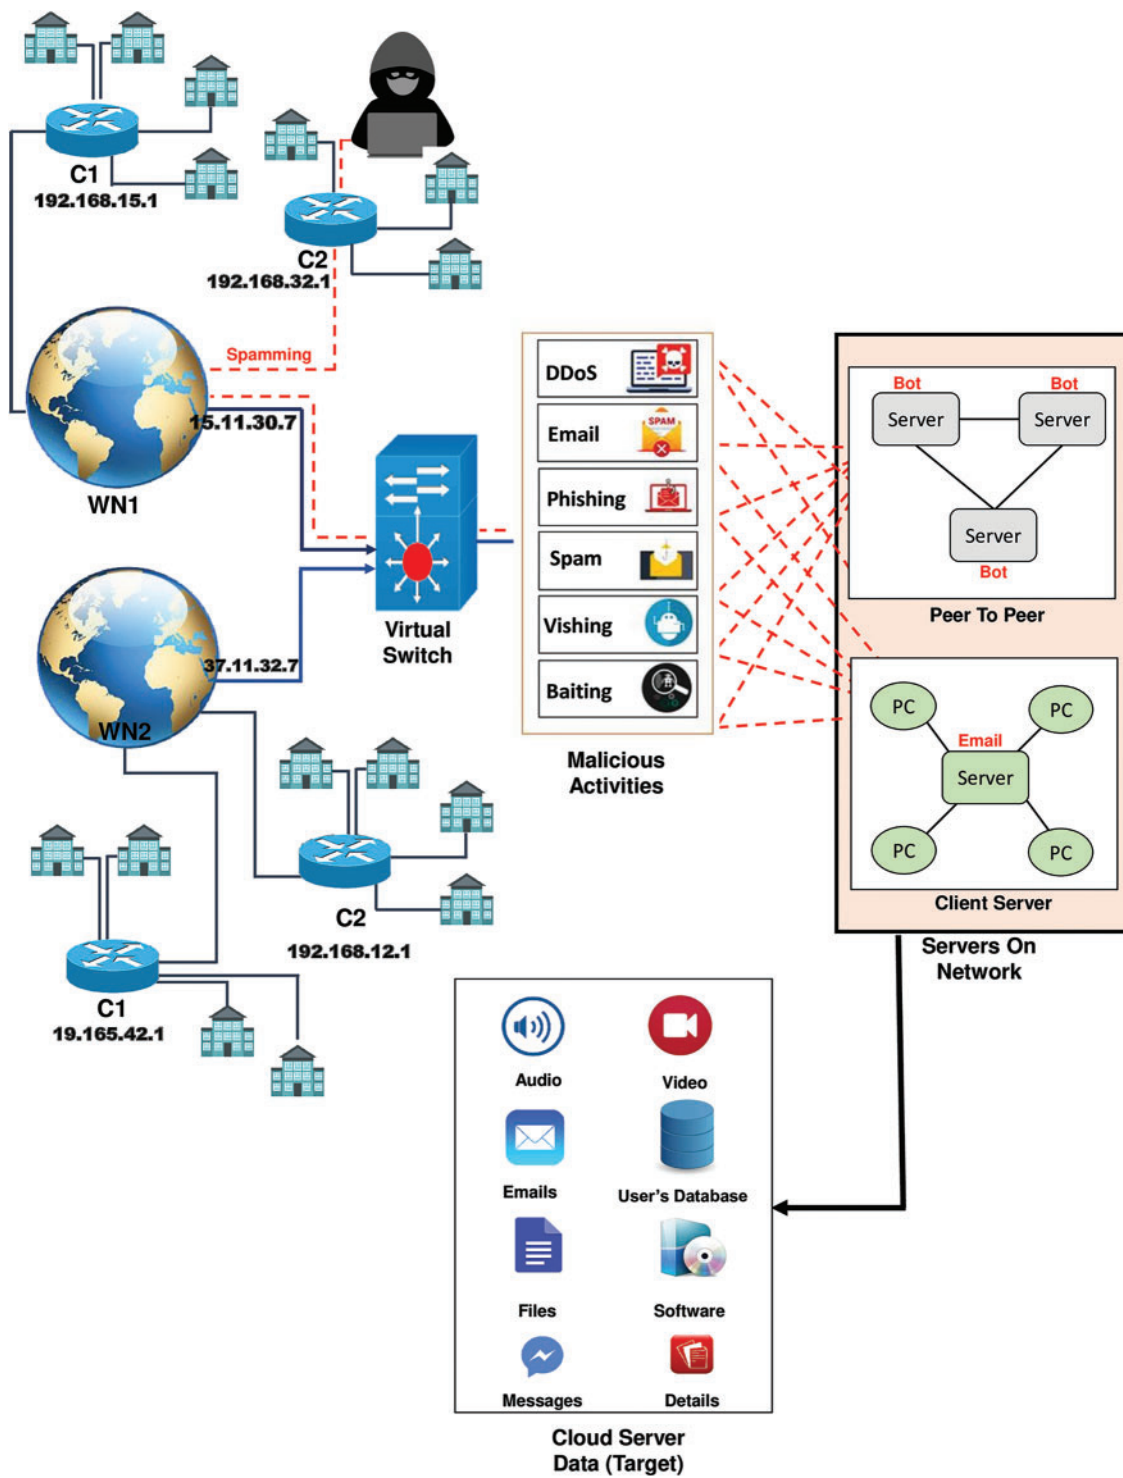 C1
192.168.15.1
C2
192.168.32.1
Spamming
15.11.30.7
WN1
Virtual
Switch
37.11.32.7
WN2
DDoS
Email
SPAM
Phishing
Spam
Vishing
Baiting
Malicious
Activities
Bot
Bot
Server
Server
Server
Bot
Peer To Peer
PC
PC
Email
Server
PC
PC
Client Server
Servers On
Network
C2
192.168.12.1
C1
19.165.42.1
Audio
Video
Emails
User's Database
Files
Software
Messages
Details
Cloud Server
Data (Target)